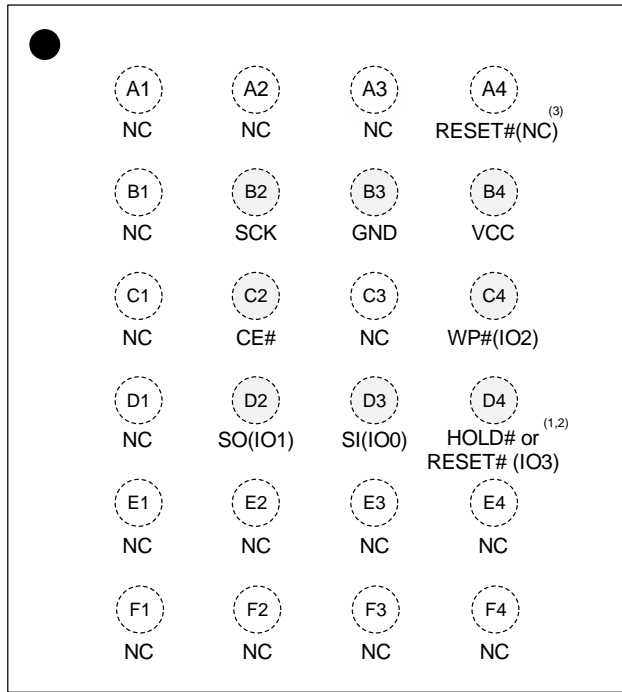 A1 A2 A3 A4
NC NC NC RESET#(NC) (3)
B1 B2 B3 B4
NC SCK GND VCC
C1 C2 C3 C4
NC CE# NC WP#(IO2)
D1 D2 D3 D4
NC SO(IO1) SI(IO0) HOLD# or (1,2)
RESET# (IO3)
E1 E2 E3 E4
NC NC NC NC
F1 F2 F3 F4
NC NC NC NC